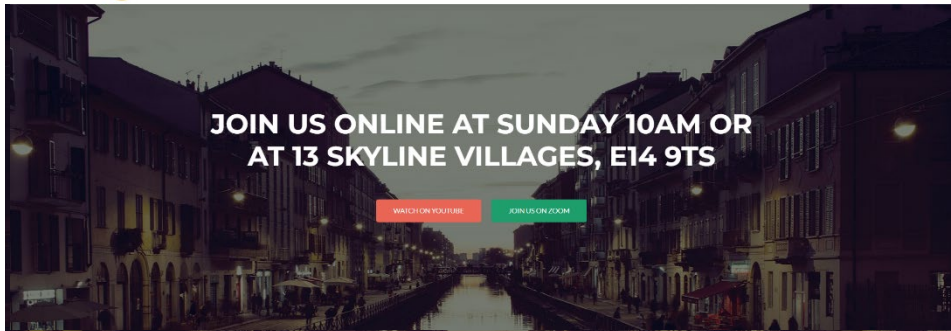 JOIN US ONLINE AT SUNDAY 10AM OR
AT 13 SKYLINE VILLAGES, E14 9TS
WATCH ON YOUTUBE
JOIN US ON ZOOM